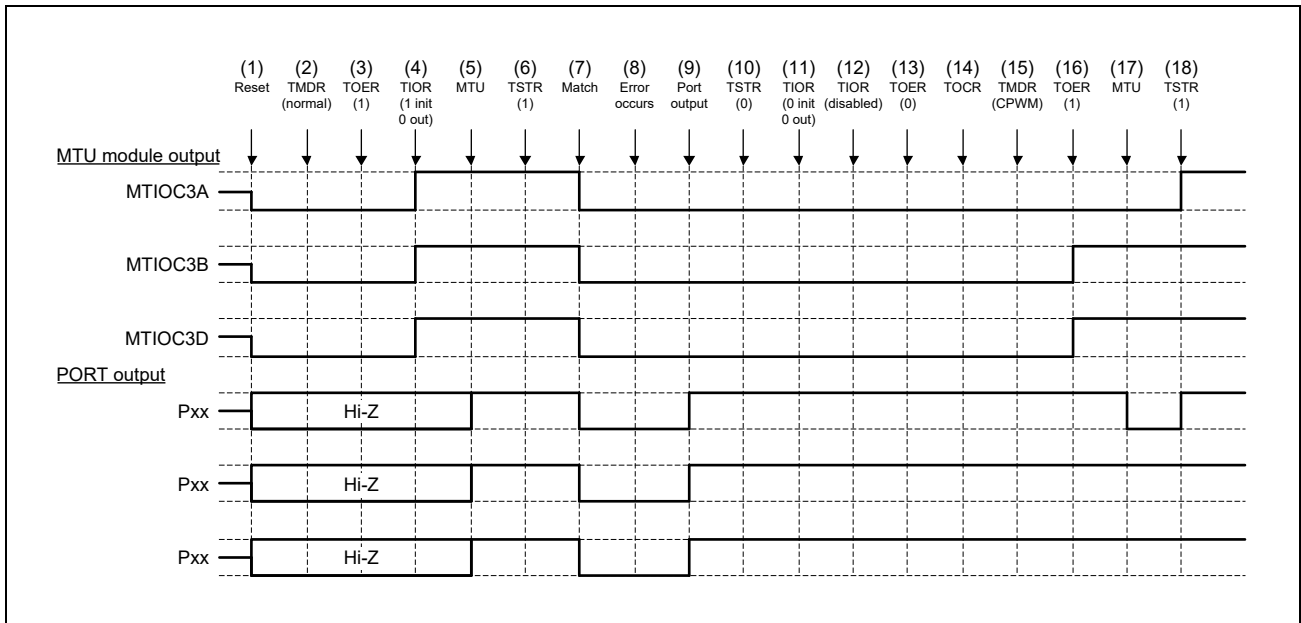 (1) (2) (3) (4) (5) (6) (7) (8) (9) (10) (11) (12) (13) (14) (15) (16) (17) (18)
Reset TMDR TOER TIOR MTU TSTR Match Error Port TSTR TIOR TIOR TOER TOCR TMDR TOER MTU TSTR
(normal) (1) (1 init (1) occurs output (0) (0 init (disabled) (0) (CPWM) (1) (1)
0 out) 0 out)
MTU module output
MTIOC3A
MTIOC3B
MTIOC3D
PORT output
Pxx Hi-Z
Pxx Hi-Z
Pxx Hi-Z